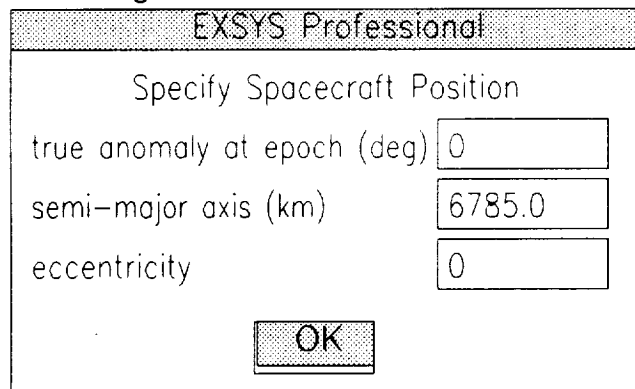 EXSYS Professional
Specify Spacecraft Position
true anomaly at epoch (deg) 0
semi-major axis (km) 6785.0
eccentricity 0
OK